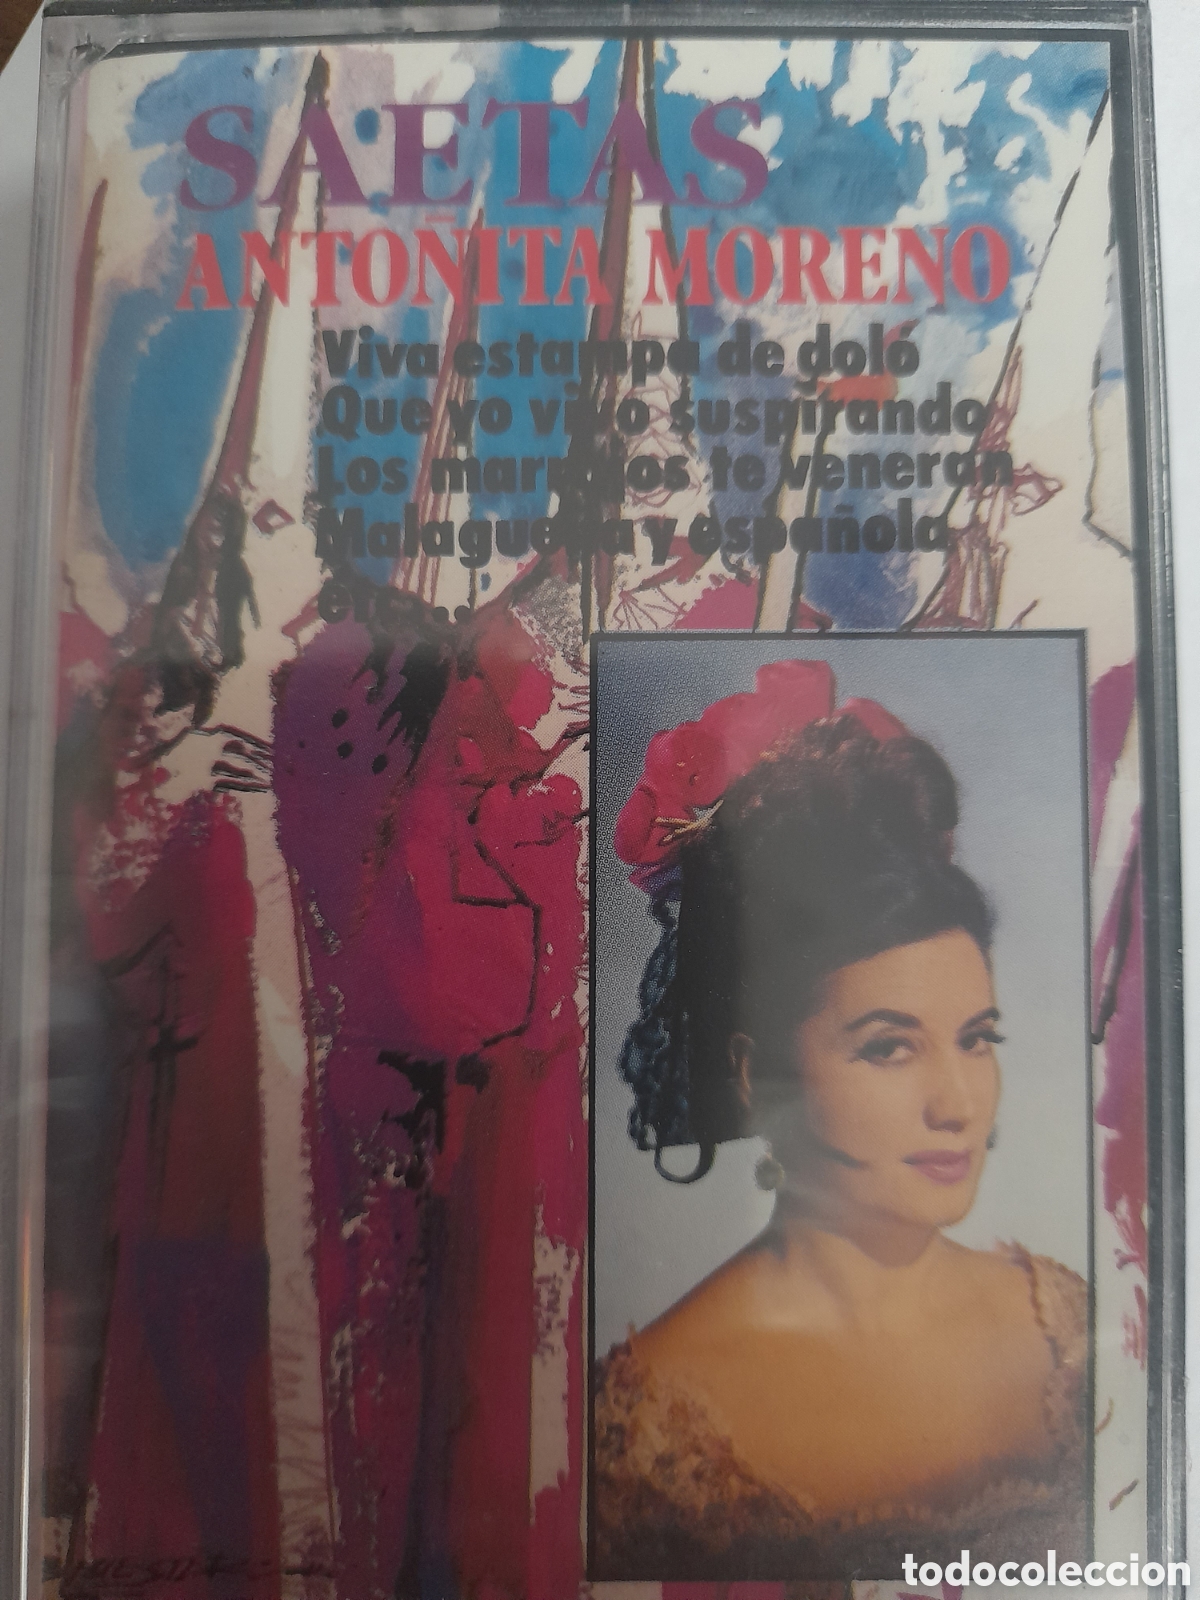 SAETAS
ANTOÑITA MORENO
Viva estampa de doló
Que yo vivo suspirando
Los marrajos te veneran
Malagueña y española
etc...
todocoleccion